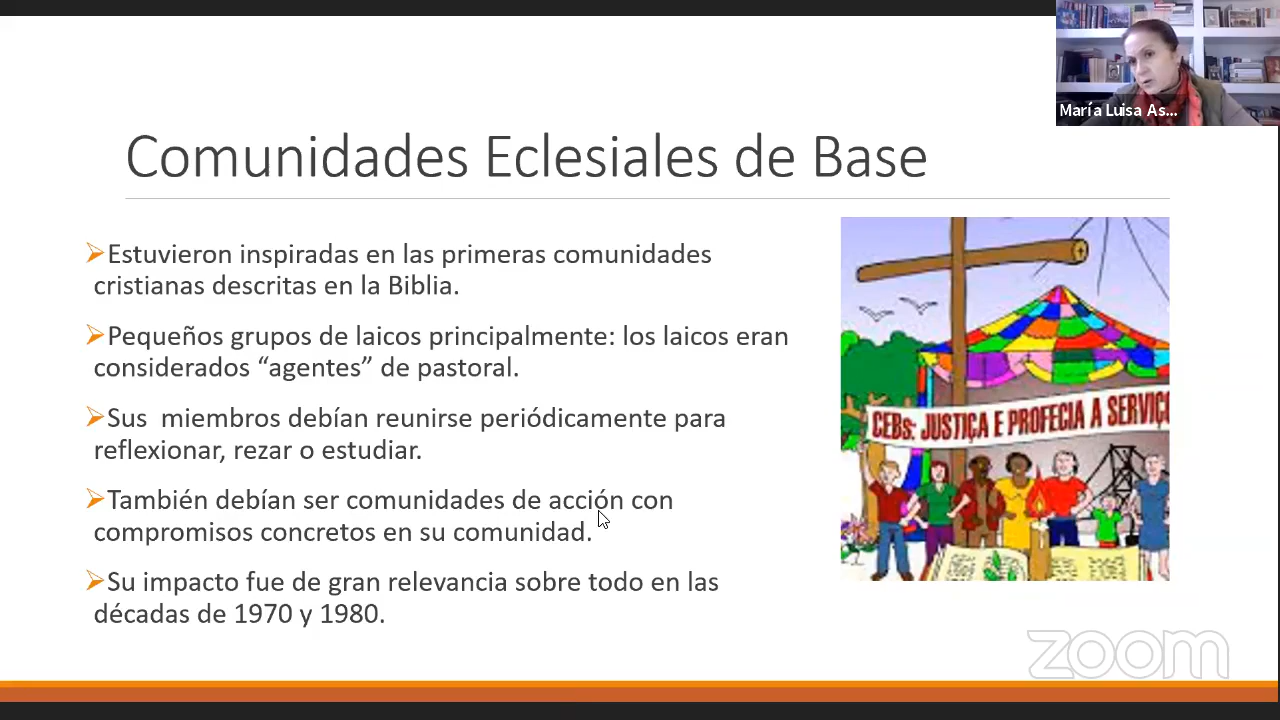 María Luisa As...
Comunidades Eclesiales de Base
➢Estuvieron inspiradas en las primeras comunidades
cristianas descritas en la Biblia.
➢Pequeños grupos de laicos principalmente: los laicos eran
considerados “agentes” de pastoral.
➢Sus  miembros debían reunirse periódicamente para
reflexionar, rezar o estudiar.
➢También debían ser comunidades de acción con
compromisos concretos en su comunidad.
➢Su impacto fue de gran relevancia sobre todo en las
décadas de 1970 y 1980.
CEBs: JUSTIÇA E PROFECIA A SERVIÇO
zoom